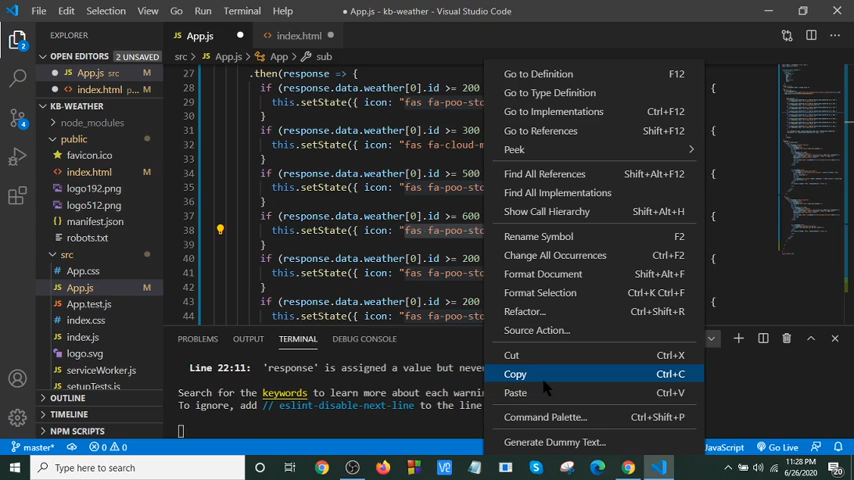 File Edit Selection View Go Run Terminal Help
● App.js - kb-weather - Visual Studio Code
EXPLORER
App.js ●
index.html ●
OPEN EDITORS 2 UNSAVED
src > App.js > App > sub
● App.js src M
● index.html p... M
KB-WEATHER
node_modules
public
favicon.ico
index.html M
logo192.png
logo512.png
manifest.json
robots.txt
src
App.css
App.js M
App.test.js
index.css
index.js
logo.svg
serviceWorker.js
setupTests.js
OUTLINE
TIMELINE
NPM SCRIPTS
27 .then(response => {
28 if (response.data.weather[0].id >= 200 {
29 this.setState({ icon: "fas fa-poo-sto
30 }
31 if (response.data.weather[0].id >= 300 {
32 this.setState({ icon: "fas fa-cloud-m
33 }
34 if (response.data.weather[0].id >= 500 {
35 this.setState({ icon: "fas fa-poo-sto
36 }
37 if (response.data.weather[0].id >= 600 {
38 this.setState({ icon: "fas fa-poo-sto
39 }
40 if (response.data.weather[0].id >= 200 {
41 this.setState({ icon: "fas fa-poo-sto
42 }
43 if (response.data.weather[0].id >= 200 {
44 this.setState({ icon: "fas fa-poo-sto
Go to Definition F12
Go to Type Definition
Go to Implementations Ctrl+F12
Go to References Shift+F12
Peek
Find All References Shift+Alt+F12
Find All Implementations
Show Call Hierarchy Shift+Alt+H
Rename Symbol F2
Change All Occurrences Ctrl+F2
Format Document Shift+Alt+F
Format Selection Ctrl+K Ctrl+F
Refactor... Ctrl+Shift+R
Source Action...
Cut Ctrl+X
Copy Ctrl+C
Paste Ctrl+V
Command Palette... Ctrl+Shift+P
Generate Dummy Text...
PROBLEMS OUTPUT TERMINAL DEBUG CONSOLE
Line 22:11: 'response' is assigned a value but never
Search for the keywords to learn more about each warnin
To ignore, add // eslint-disable-next-line to the line
master* 0 0
JavaScript Go Live
Type here to search
11:28 PM
6/26/2020
20